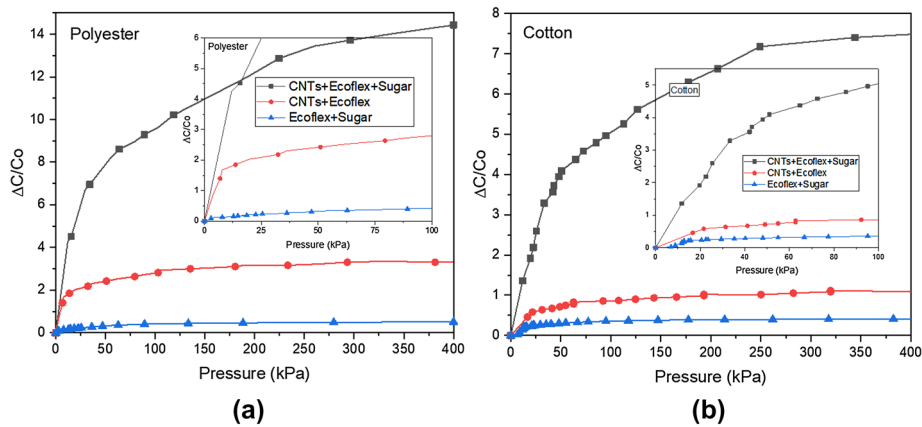 Polyester
14
12
10
8
6
4
2
0
ΔC/Co
0
50
100
150
200
250
300
350
400
Pressure (kPa)
Polyester
6
5
4
3
2
1
0
ΔC/Co
0
25
50
75
100
Pressure (kPa)
CNTs+Ecoflex+Sugar
CNTs+Ecoflex
Ecoflex+Sugar
(a)
Cotton
8
7
6
5
4
3
2
1
0
ΔC/Co
0
50
100
150
200
250
300
350
400
Pressure (kPa)
Cotton
5
4
3
2
1
0
ΔC/Co
0
20
40
60
80
100
Pressure (kPa)
CNTs+Ecoflex+Sugar
CNTs+Ecoflex
Ecoflex+Sugar
(b)